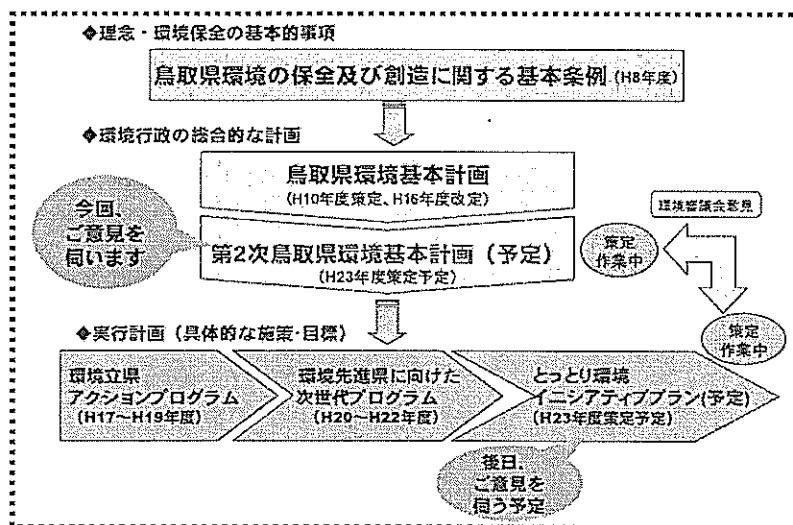 ◆理念・環境保全の基本的事項
鳥取県環境の保全及び創造に関する基本条例（H8年度）
◆環境行政の総合的な計画
鳥取県環境基本計画
（H10年度策定、H16年度改定）
今回、
ご意見を
伺います
第2次鳥取県環境基本計画（予定）
（H23年度策定予定）
環境審議会意見
策定
作業中
◆実行計画（具体的な施策・目標）
策定
作業中
環境立県
アクションプログラム
（H17～H19年度）
環境先進県に向けた
次世代プログラム
（H20～H22年度）
とっとり環境
イニシアティブプラン(予定)
（H23年度策定予定）
後日、
ご意見を
伺う予定